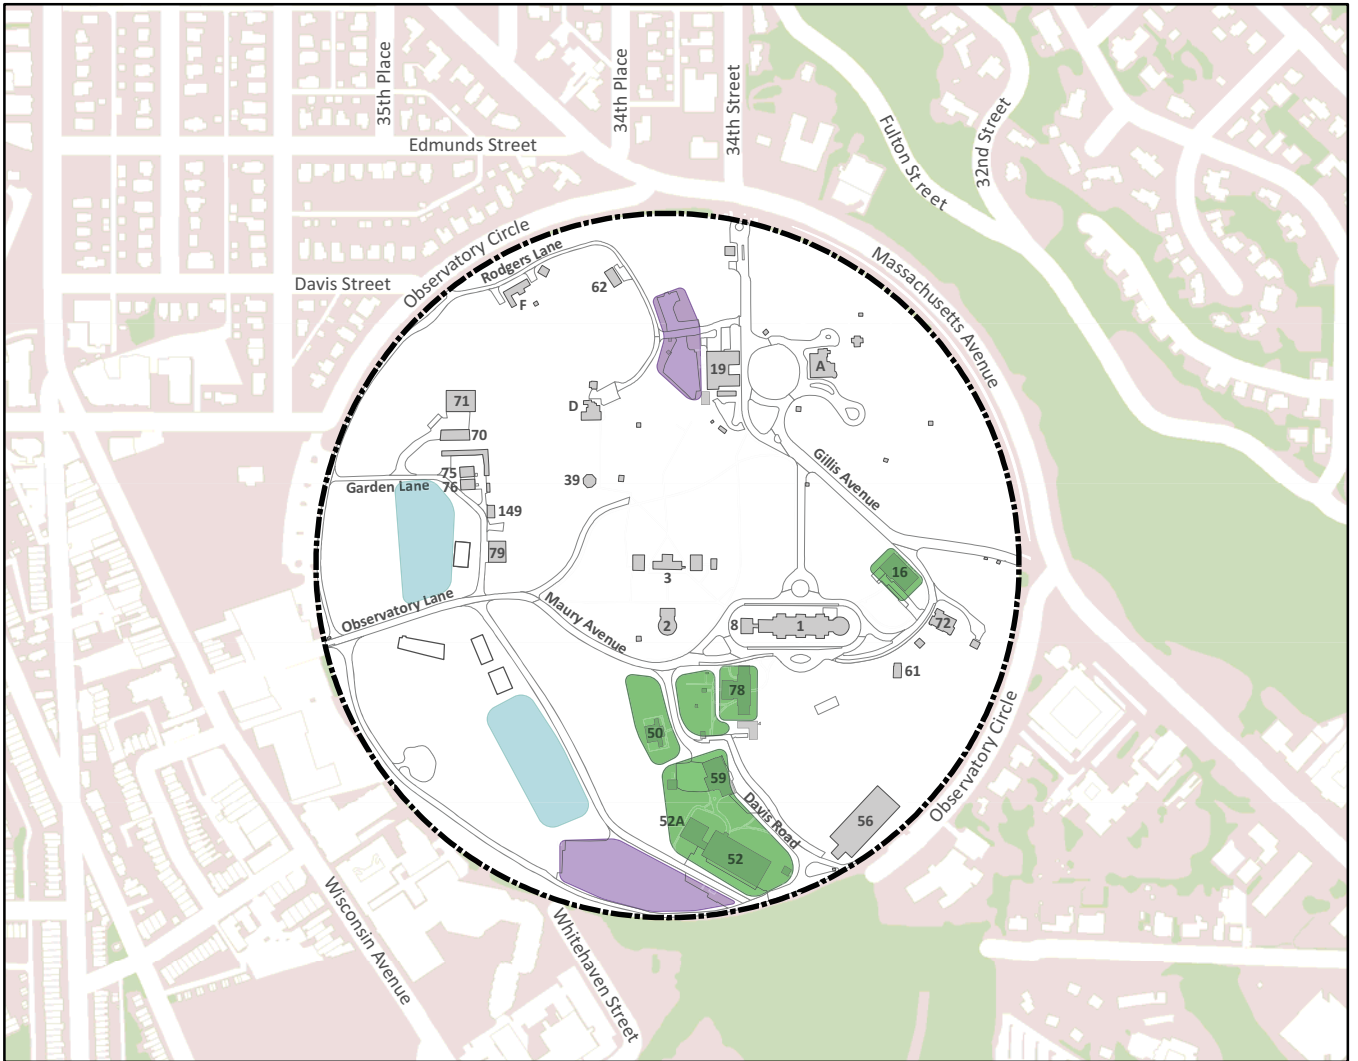 35th Place
34th Place
34th Street
Edmunds Street
Fulton Street
32nd Street
Observatory Circle
Rodgers Lane
Massachusetts Avenue
Davis Street
62
F
19
A
71
D
70
Gillis Avenue
75
39
Garden Lane
76
149
79
3
16
Observatory Lane
Maury Avenue
2
8
1
72
61
78
50
59
Observatory Circle
Davis Road
52A
56
52
Wisconsin Avenue
Whitehaven Street